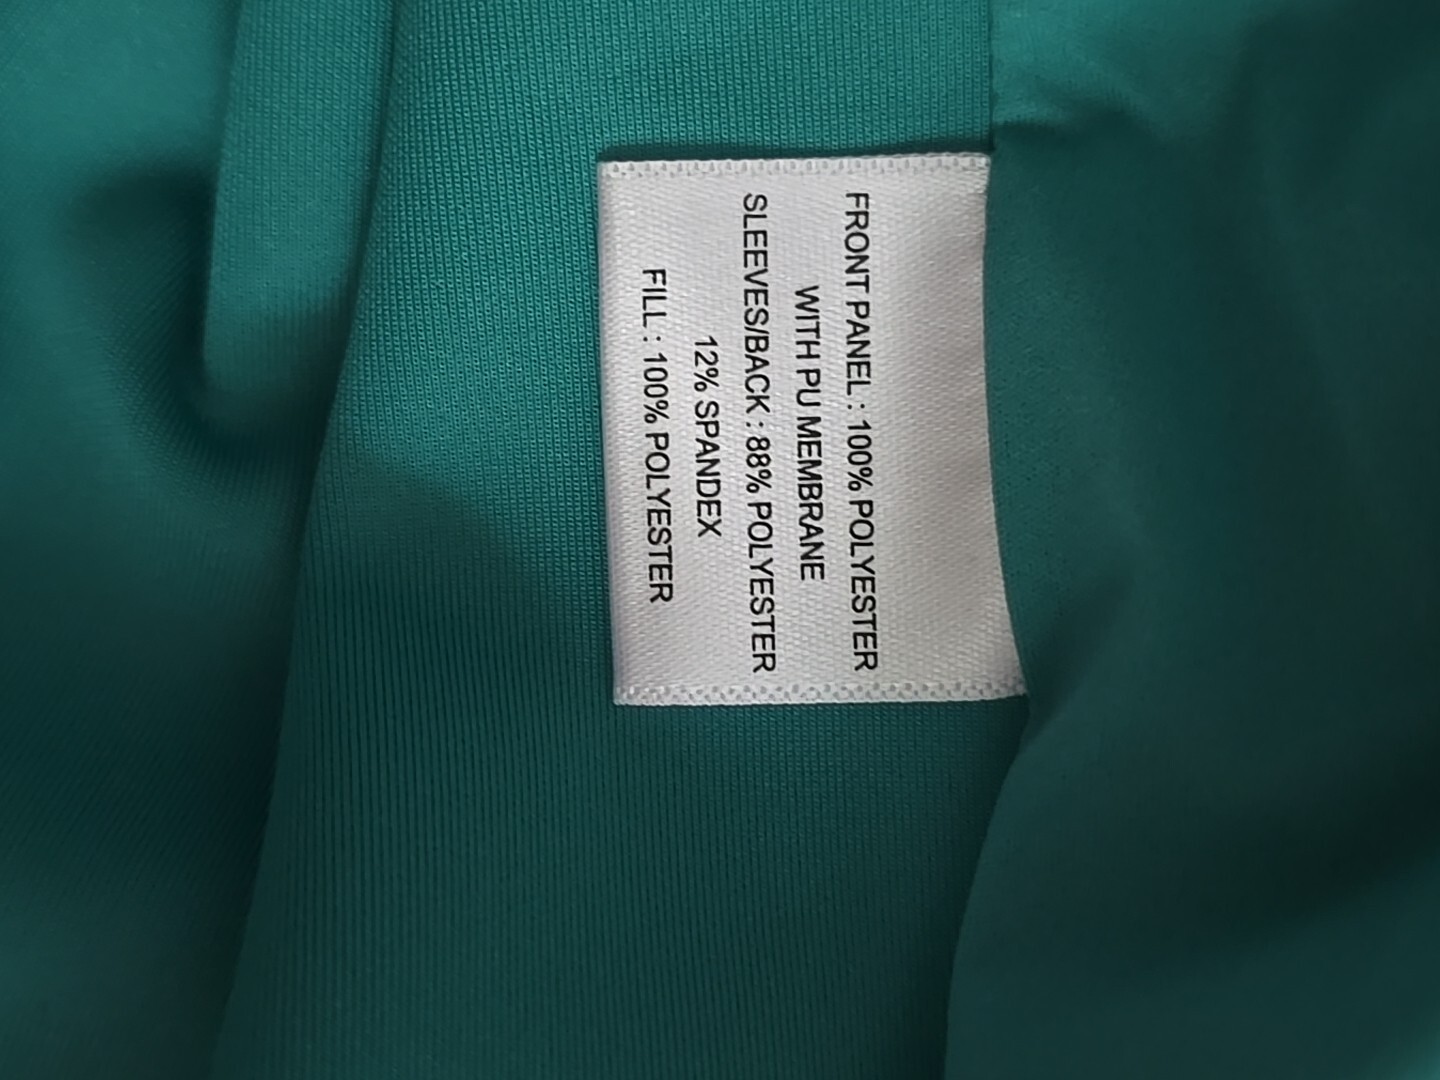 FRONT PANEL : 100% POLYESTER
WITH PU MEMBRANE
SLEEVES/BACK : 88% POLYESTER
12% SPANDEX
FILL : 100% POLYESTER